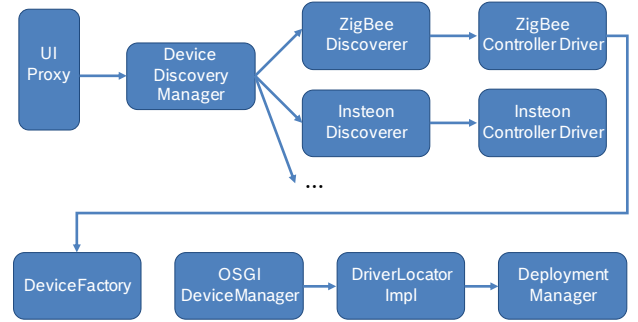 UI
Proxy
Device
Discovery
Manager
ZigBee
Discoverer
ZigBee
Controller Driver
Insteon
Discoverer
Insteon
Controller Driver
...
DeviceFactory
OSGI
DeviceManager
DriverLocator
Impl
Deployment
Manager